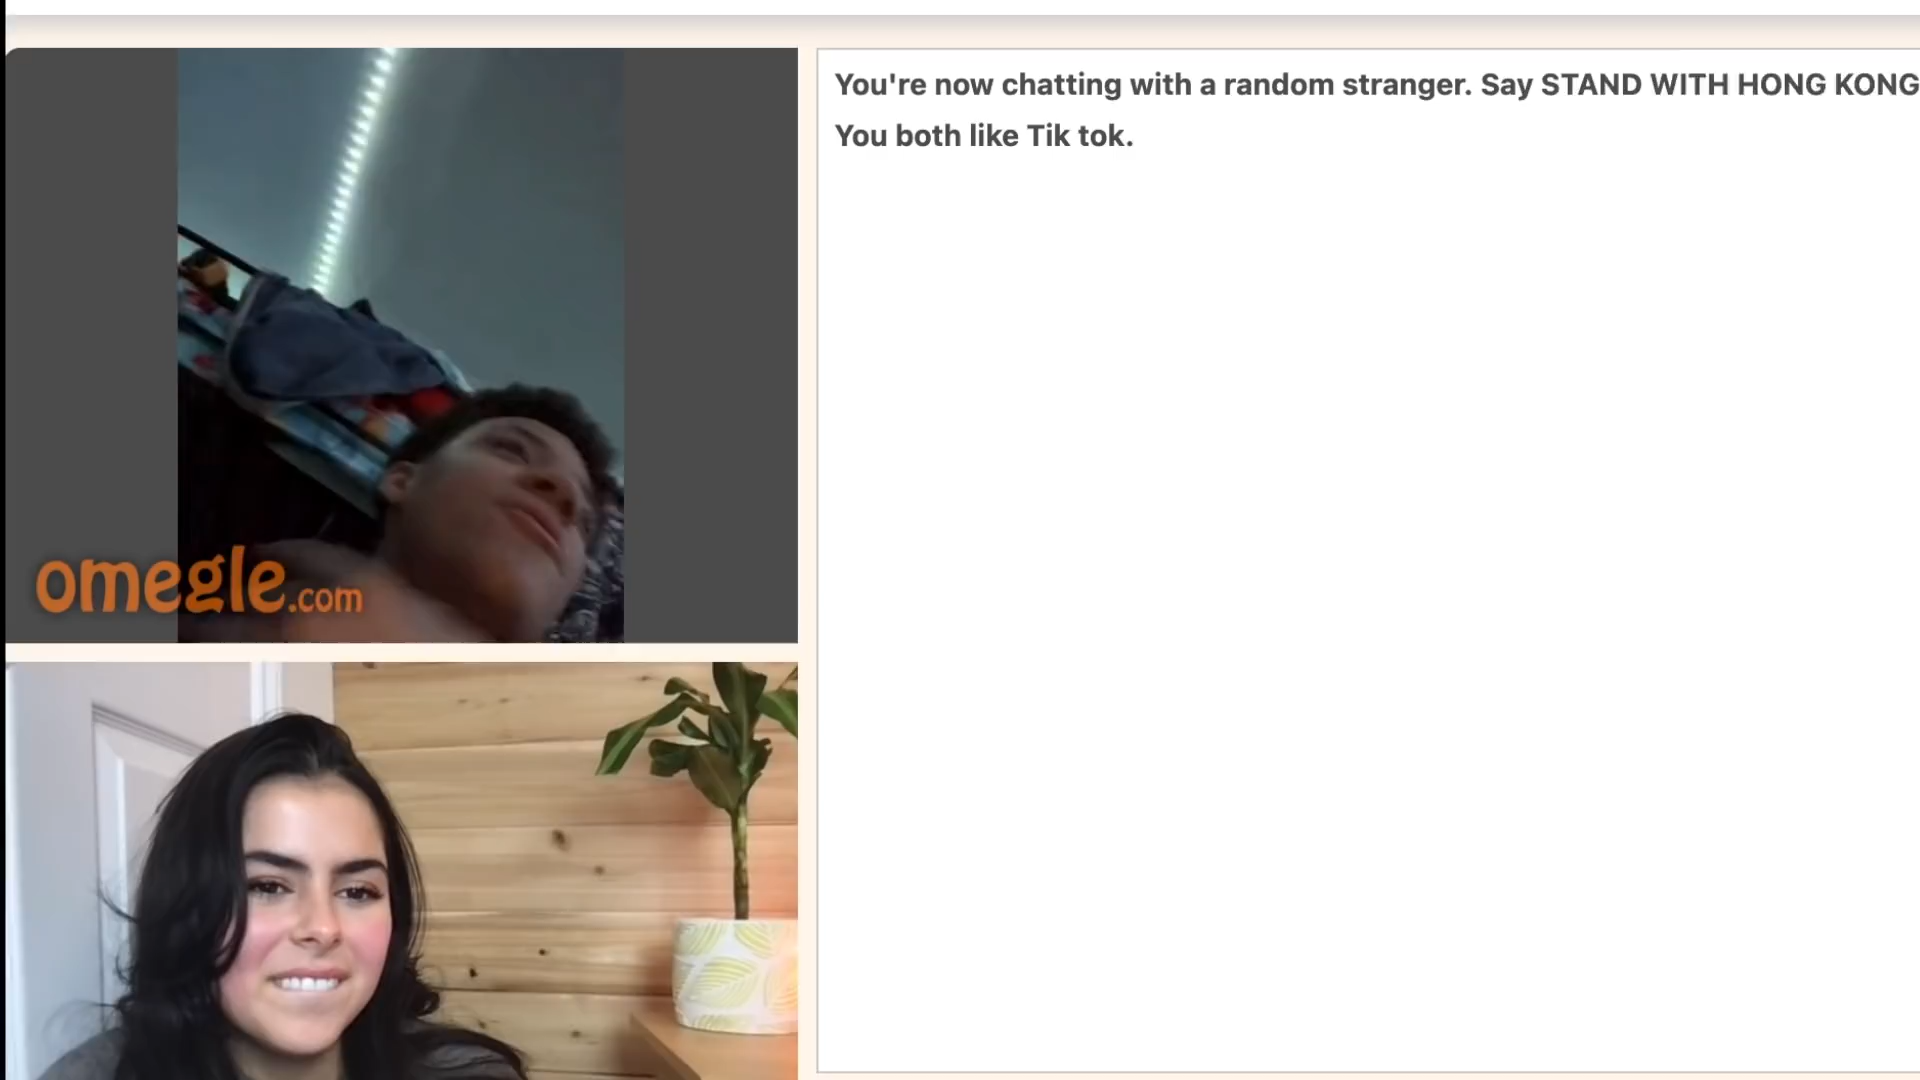 You're now chatting with a random stranger. Say STAND WITH HONG KONG
You both like Tik tok.
omegle.com